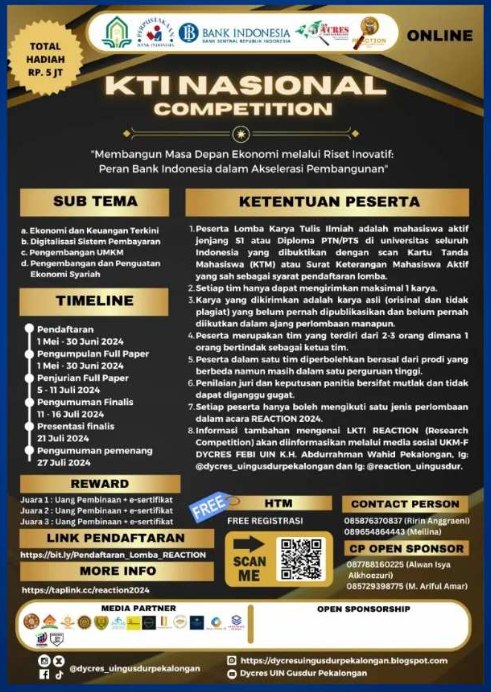 TOTAL
HADIAH
RP. 5 JT
BANK INDONESIA
BANK SENTRAL REPUBLIK INDONESIA
ONLINE
KTI NASIONAL
COMPETITION
"Membangun Masa Depan Ekonomi melalui Riset Inovatif:
Peran Bank Indonesia dalam Akselerasi Pembangunan"
SUB TEMA
a. Ekonomi dan Keuangan Terkini
b. Digitalisasi Sistem Pembayaran
c. Pengembangan UMKM
d. Pengembangan dan Penguatan
Ekonomi Syariah
TIMELINE
Pendaftaran
1 Mei - 30 Juni 2024
Pengumpulan Full Paper
1 Mei - 30 Juni 2024
Penjurian Full Paper
5 - 11 Juli 2024
Pengumuman Finalis
11 - 16 Juli 2024
Presentasi finalis
21 Juli 2024
Pengumuman pemenang
27 Juli 2024
REWARD
Juara 1 : Uang Pembinaan + e-sertifikat
Juara 2 : Uang Pembinaan + e-sertifikat
Juara 3 : Uang Pembinaan + e-sertifikat
LINK PENDAFTARAN
https://bit.ly/Pendaftaran_Lomba_REACTION
MORE INFO
https://taplink.cc/reaction2024
KETENTUAN PESERTA
1. Peserta Lomba Karya Tulis Ilmiah adalah mahasiswa aktif
jenjang S1 atau Diploma PTN/PTS di universitas seluruh
Indonesia yang dibuktikan dengan scan Kartu Tanda
Mahasiswa (KTM) atau Surat Keterangan Mahasiswa Aktif
yang sah sebagai syarat pendaftaran lomba.
2. Setiap tim hanya dapat mengirimkan maksimal 1 karya.
3. Karya yang dikirimkan adalah karya asli (orisinal dan tidak
plagiat) yang belum pernah dipublikasikan dan belum pernah
diikutkan dalam ajang perlombaan manapun.
4. Peserta merupakan tim yang terdiri dari 2-3 orang dimana 1
orang bertindak sebagai ketua tim.
5. Peserta dalam satu tim diperbolehkan berasal dari prodi yang
berbeda namun masih dalam satu perguruan tinggi.
6. Penilaian juri dan keputusan panitia bersifat mutlak dan tidak
dapat diganggu gugat.
7. Setiap peserta hanya boleh mengikuti satu jenis perlombaan
dalam acara REACTION 2024.
8. Informasi tambahan mengenai LKTI REACTION (Research
Competition) akan diinformasikan melalui media sosial UKM-F
DYCRES FEBI UIN K.H. Abdurrahman Wahid Pekalongan, Ig:
@dycres_uingusdurpekalongan dan Ig: @reaction_uingusdur.
FREE
HTM
FREE REGISTRASI
SCAN
ME
CONTACT PERSON
085876370837 (Ririn Anggraeni)
089654864443 (Meilina)
CP OPEN SPONSOR
087788160225 (Alwan Isya
Alkhoezuri)
085729398775 (M. Ariful Amar)
MEDIA PARTNER
OPEN SPONSORSHIP
@dycres_uingusdurpekalongan
https://dycresuingusdurpekalongan.blogspot.com
Dycres UIN Gusdur Pekalongan